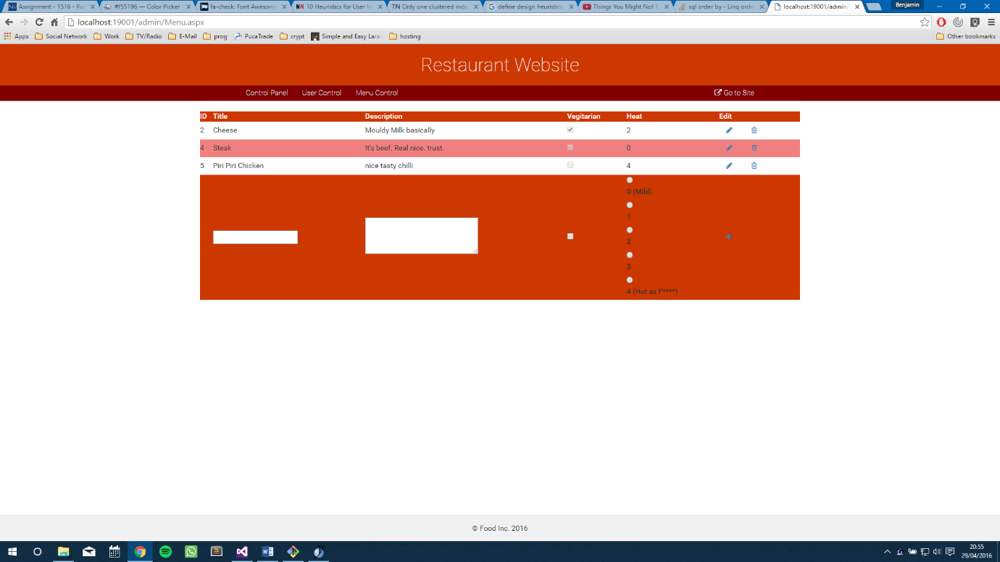 Assignment - 1516 - Par
#f55196 — Color Picker
fa-check: Font Awesome
NN 10 Heuristics for User In
TN Only one clustered inde
define design heuristics
Things You Might Not K
sql order by - Linq orde
localhost:19001/admin/
Benjamin
localhost:19001/admin/Menu.aspx
Apps Social Network Work TV/Radio E-Mail prog PucaTrade crypt Simple and Easy Lara hosting Other bookmarks
Restaurant Website
Control Panel User Control Menu Control Go to Site
ID Title Description Vegitarian Heat Edit
2 Cheese Mouldy Milk basically 2
4 Steak It's beef. Real nice. trust. 0
5 Piri Piri Chicken nice tasty chilli 4
0 (Mild)
1
2
3
4 (Hot as F****)
© Food Inc. 2016
20:55
29/04/2016